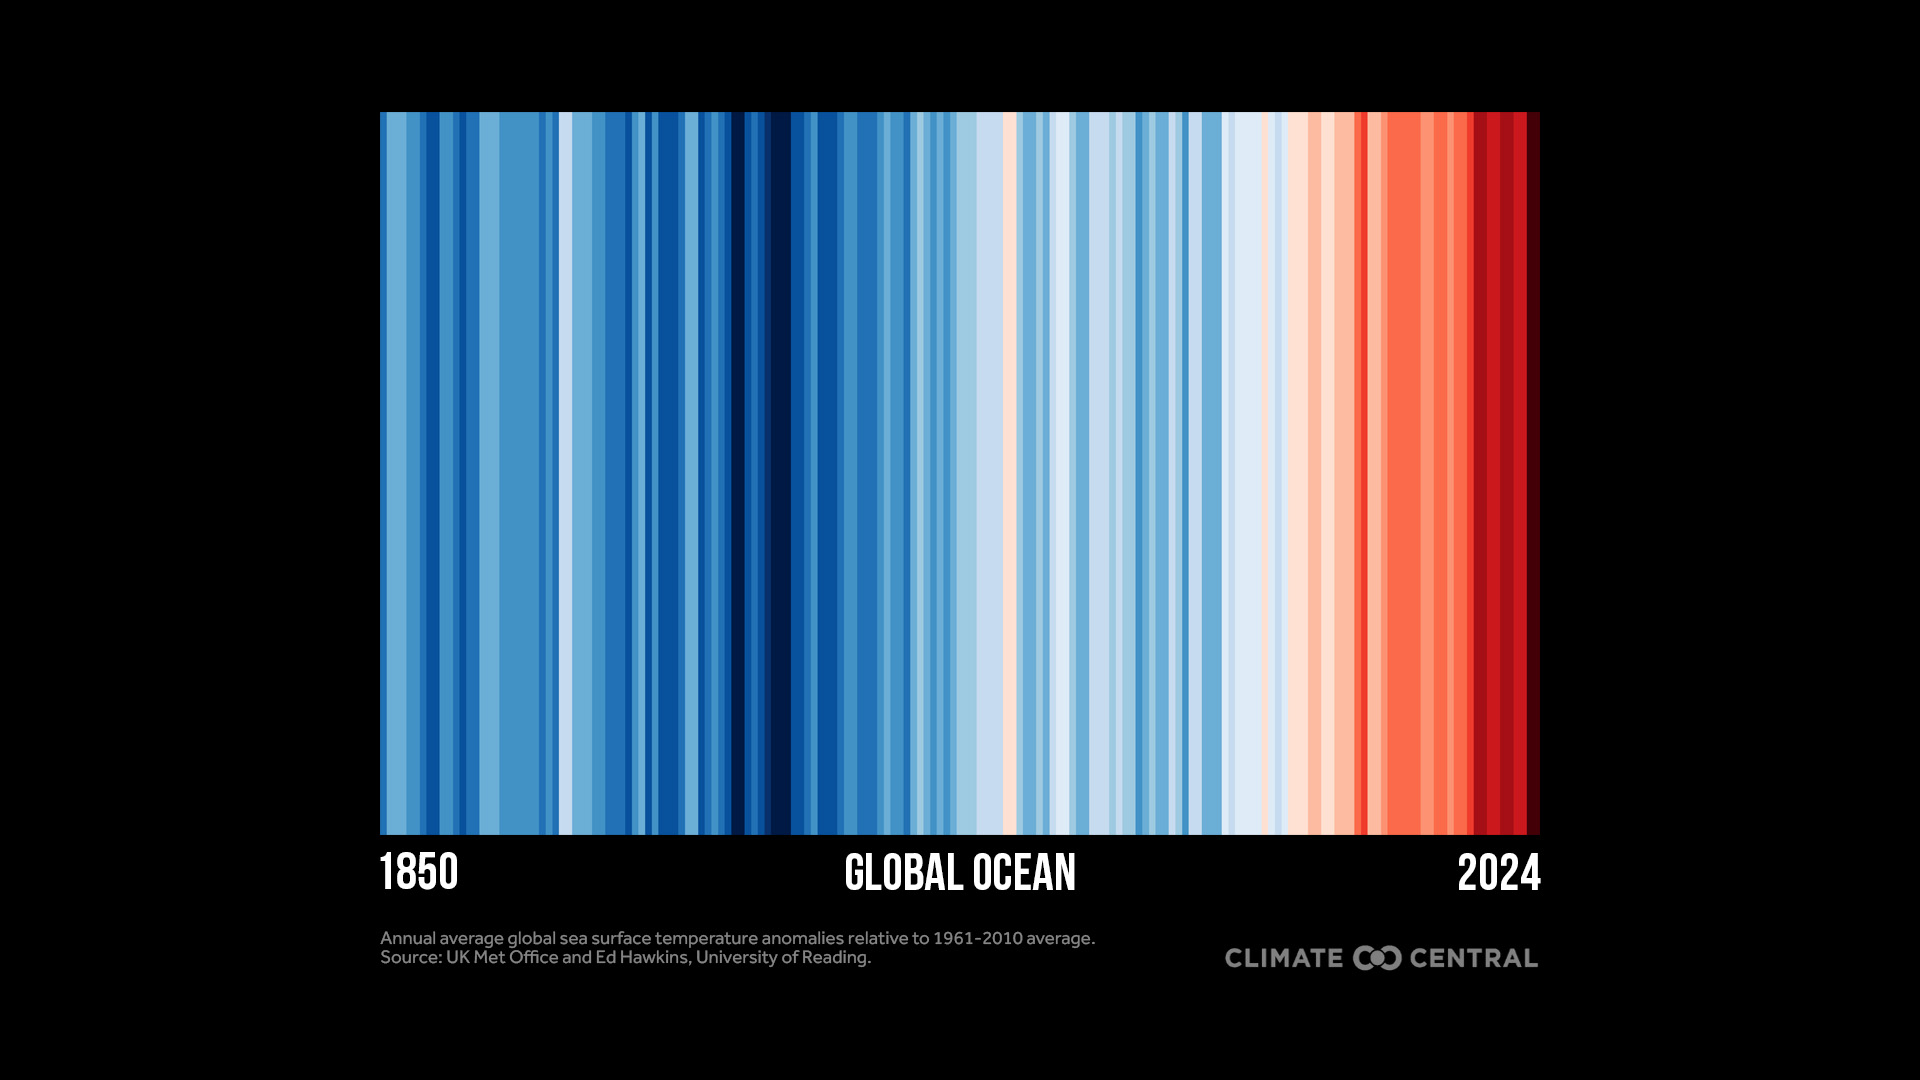 1850
GLOBAL OCEAN
2024
Annual average global sea surface temperature anomalies relative to 1961-2010 average.
Source: UK Met Office and Ed Hawkins, University of Reading.
CLIMATE CENTRAL